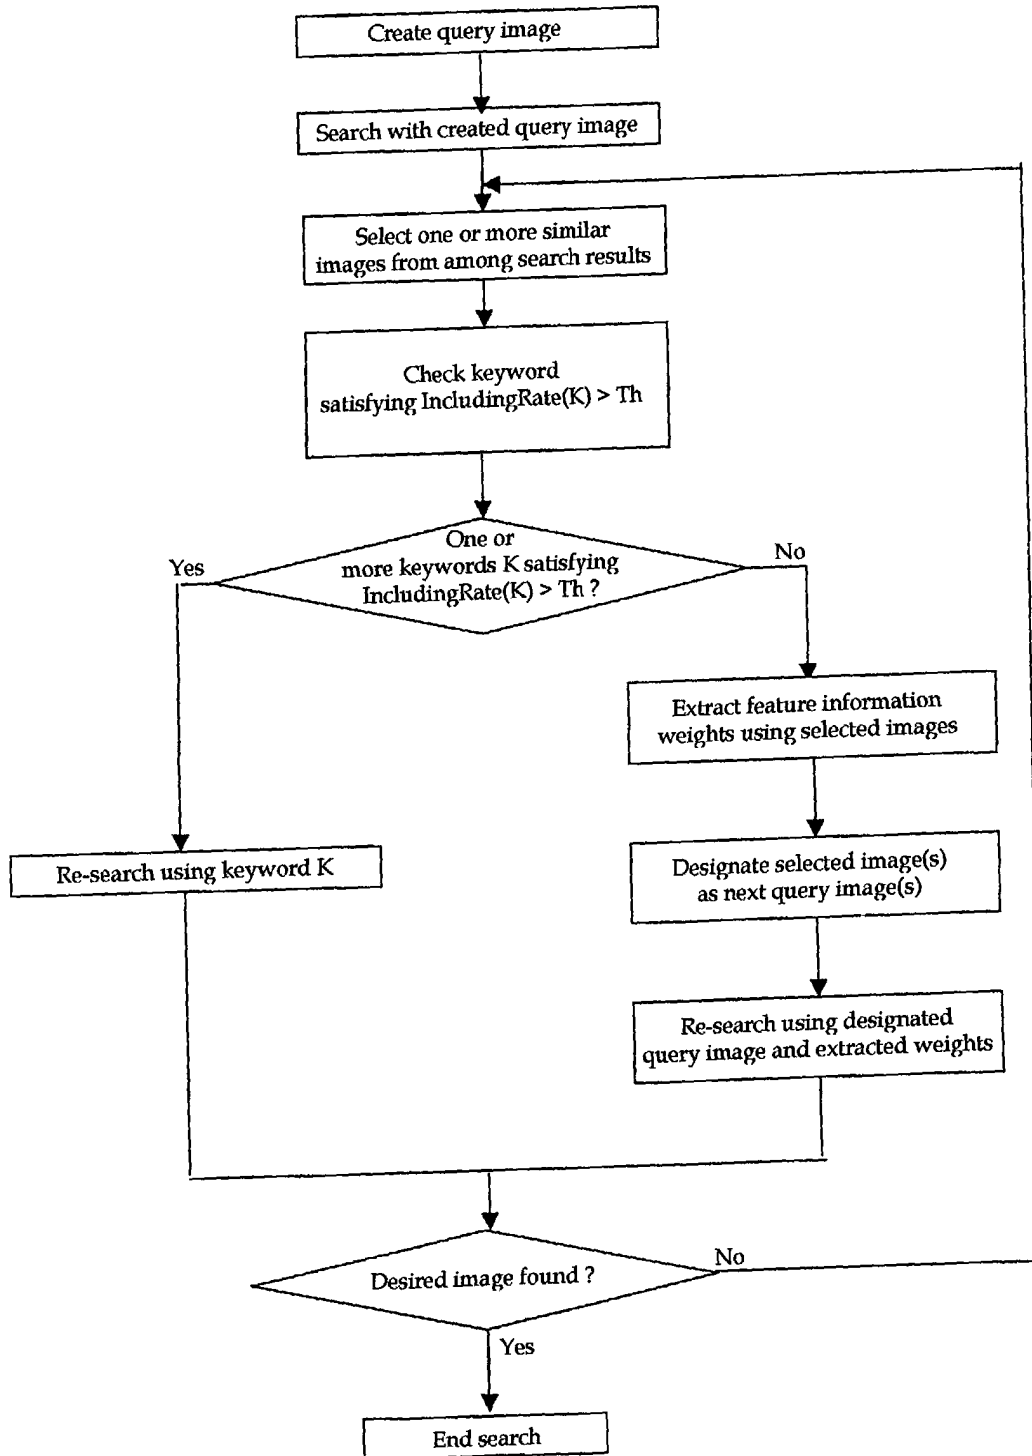 Create query image
Search with created query image
Select one or more similar
images from among search results
Check keyword
satisfying IncludingRate(K) > Th
One or
more keywords K satisfying
IncludingRate(K) > Th ?
Yes
No
Extract feature information
weights using selected images
Re-search using keyword K
Designate selected image(s)
as next query image(s)
Re-search using designated
query image and extracted weights
Desired image found ?
No
Yes
End search